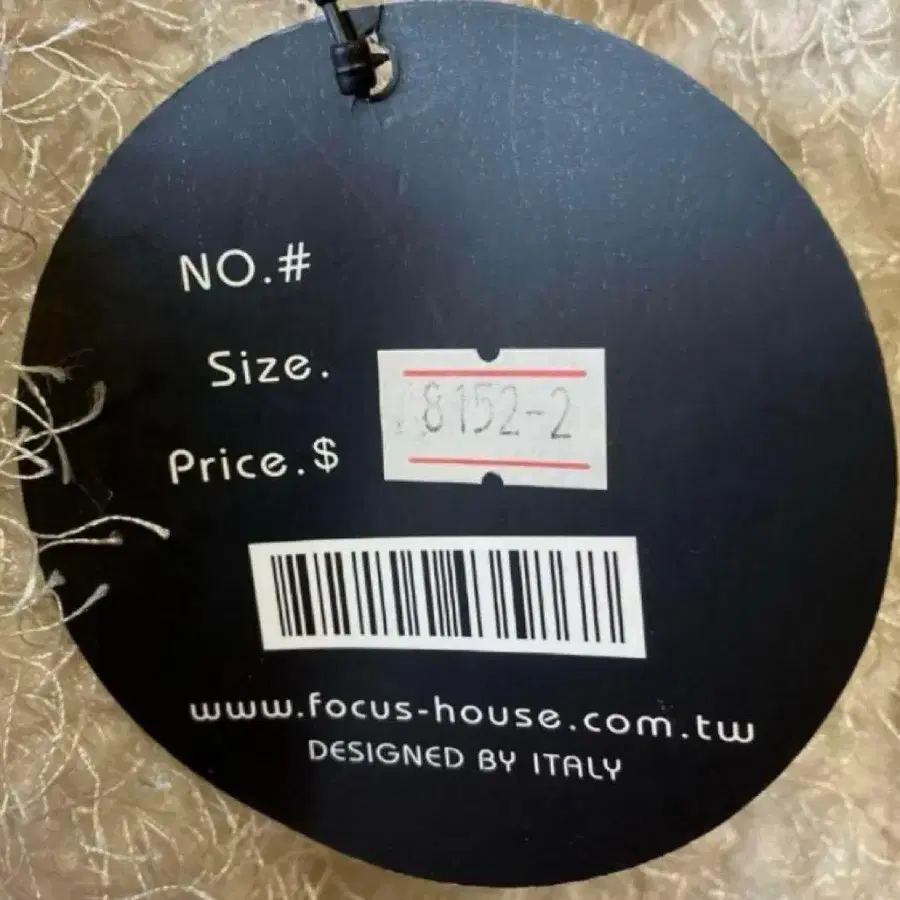 NO.#
Size.
8152-2
Price.$
www.focus-house.com.tw
DESIGNED BY ITALY